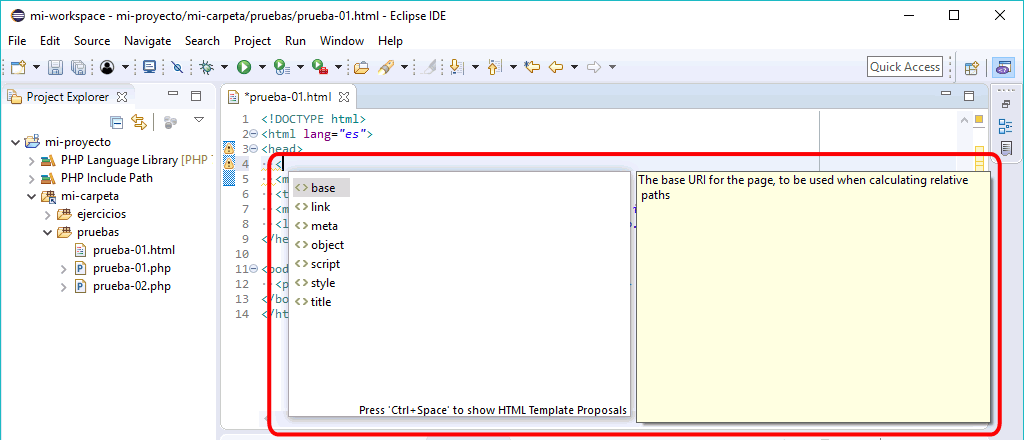 mi-workspace - mi-proyecto/mi-carpeta/pruebas/prueba-01.html - Eclipse IDE
File Edit Source Navigate Search Project Run Window Help
Quick Access
Project Explorer
mi-proyecto
PHP Language Library [PHP
PHP Include Path
mi-carpeta
ejercicios
pruebas
prueba-01.html
prueba-01.php
prueba-02.php
*prueba-01.html
1 <!DOCTYPE html>
2 <html lang="es">
3 <head>
4 <
5 <m
6 <t
7 <m
8 <l
9 </he
10
11 <bod
12 <p
13 </bo
14 </ht
base
link
meta
object
script
style
title
Press 'Ctrl+Space' to show HTML Template Proposals
The base URI for the page, to be used when calculating relative
paths